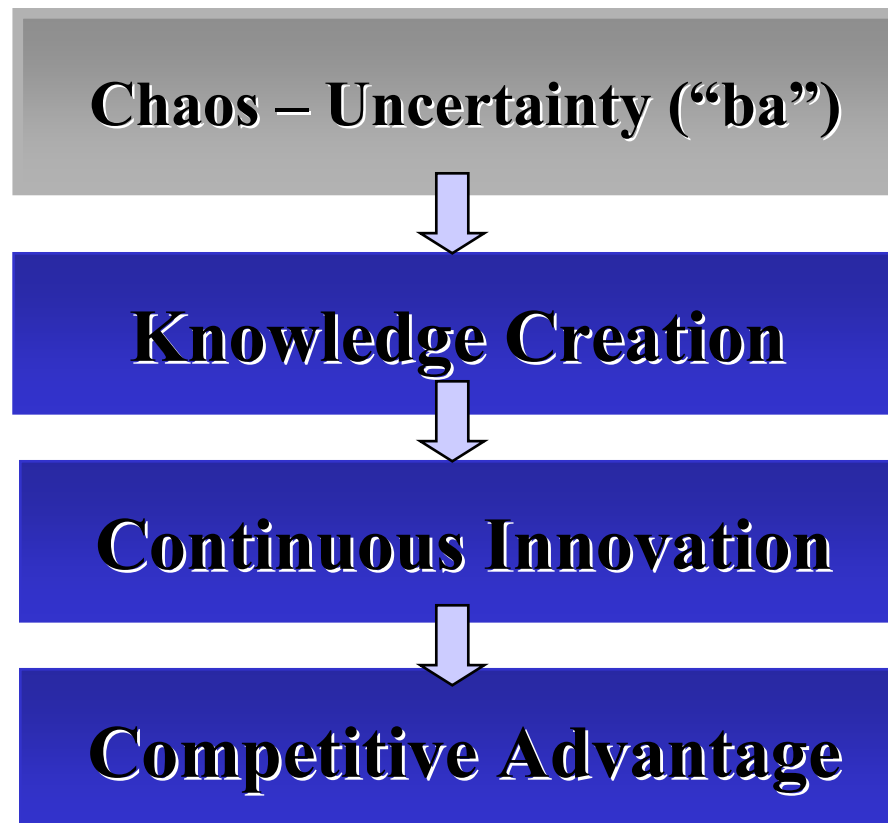 Chaos – Uncertainty (“ba”)
Knowledge Creation
Continuous Innovation
Competitive Advantage